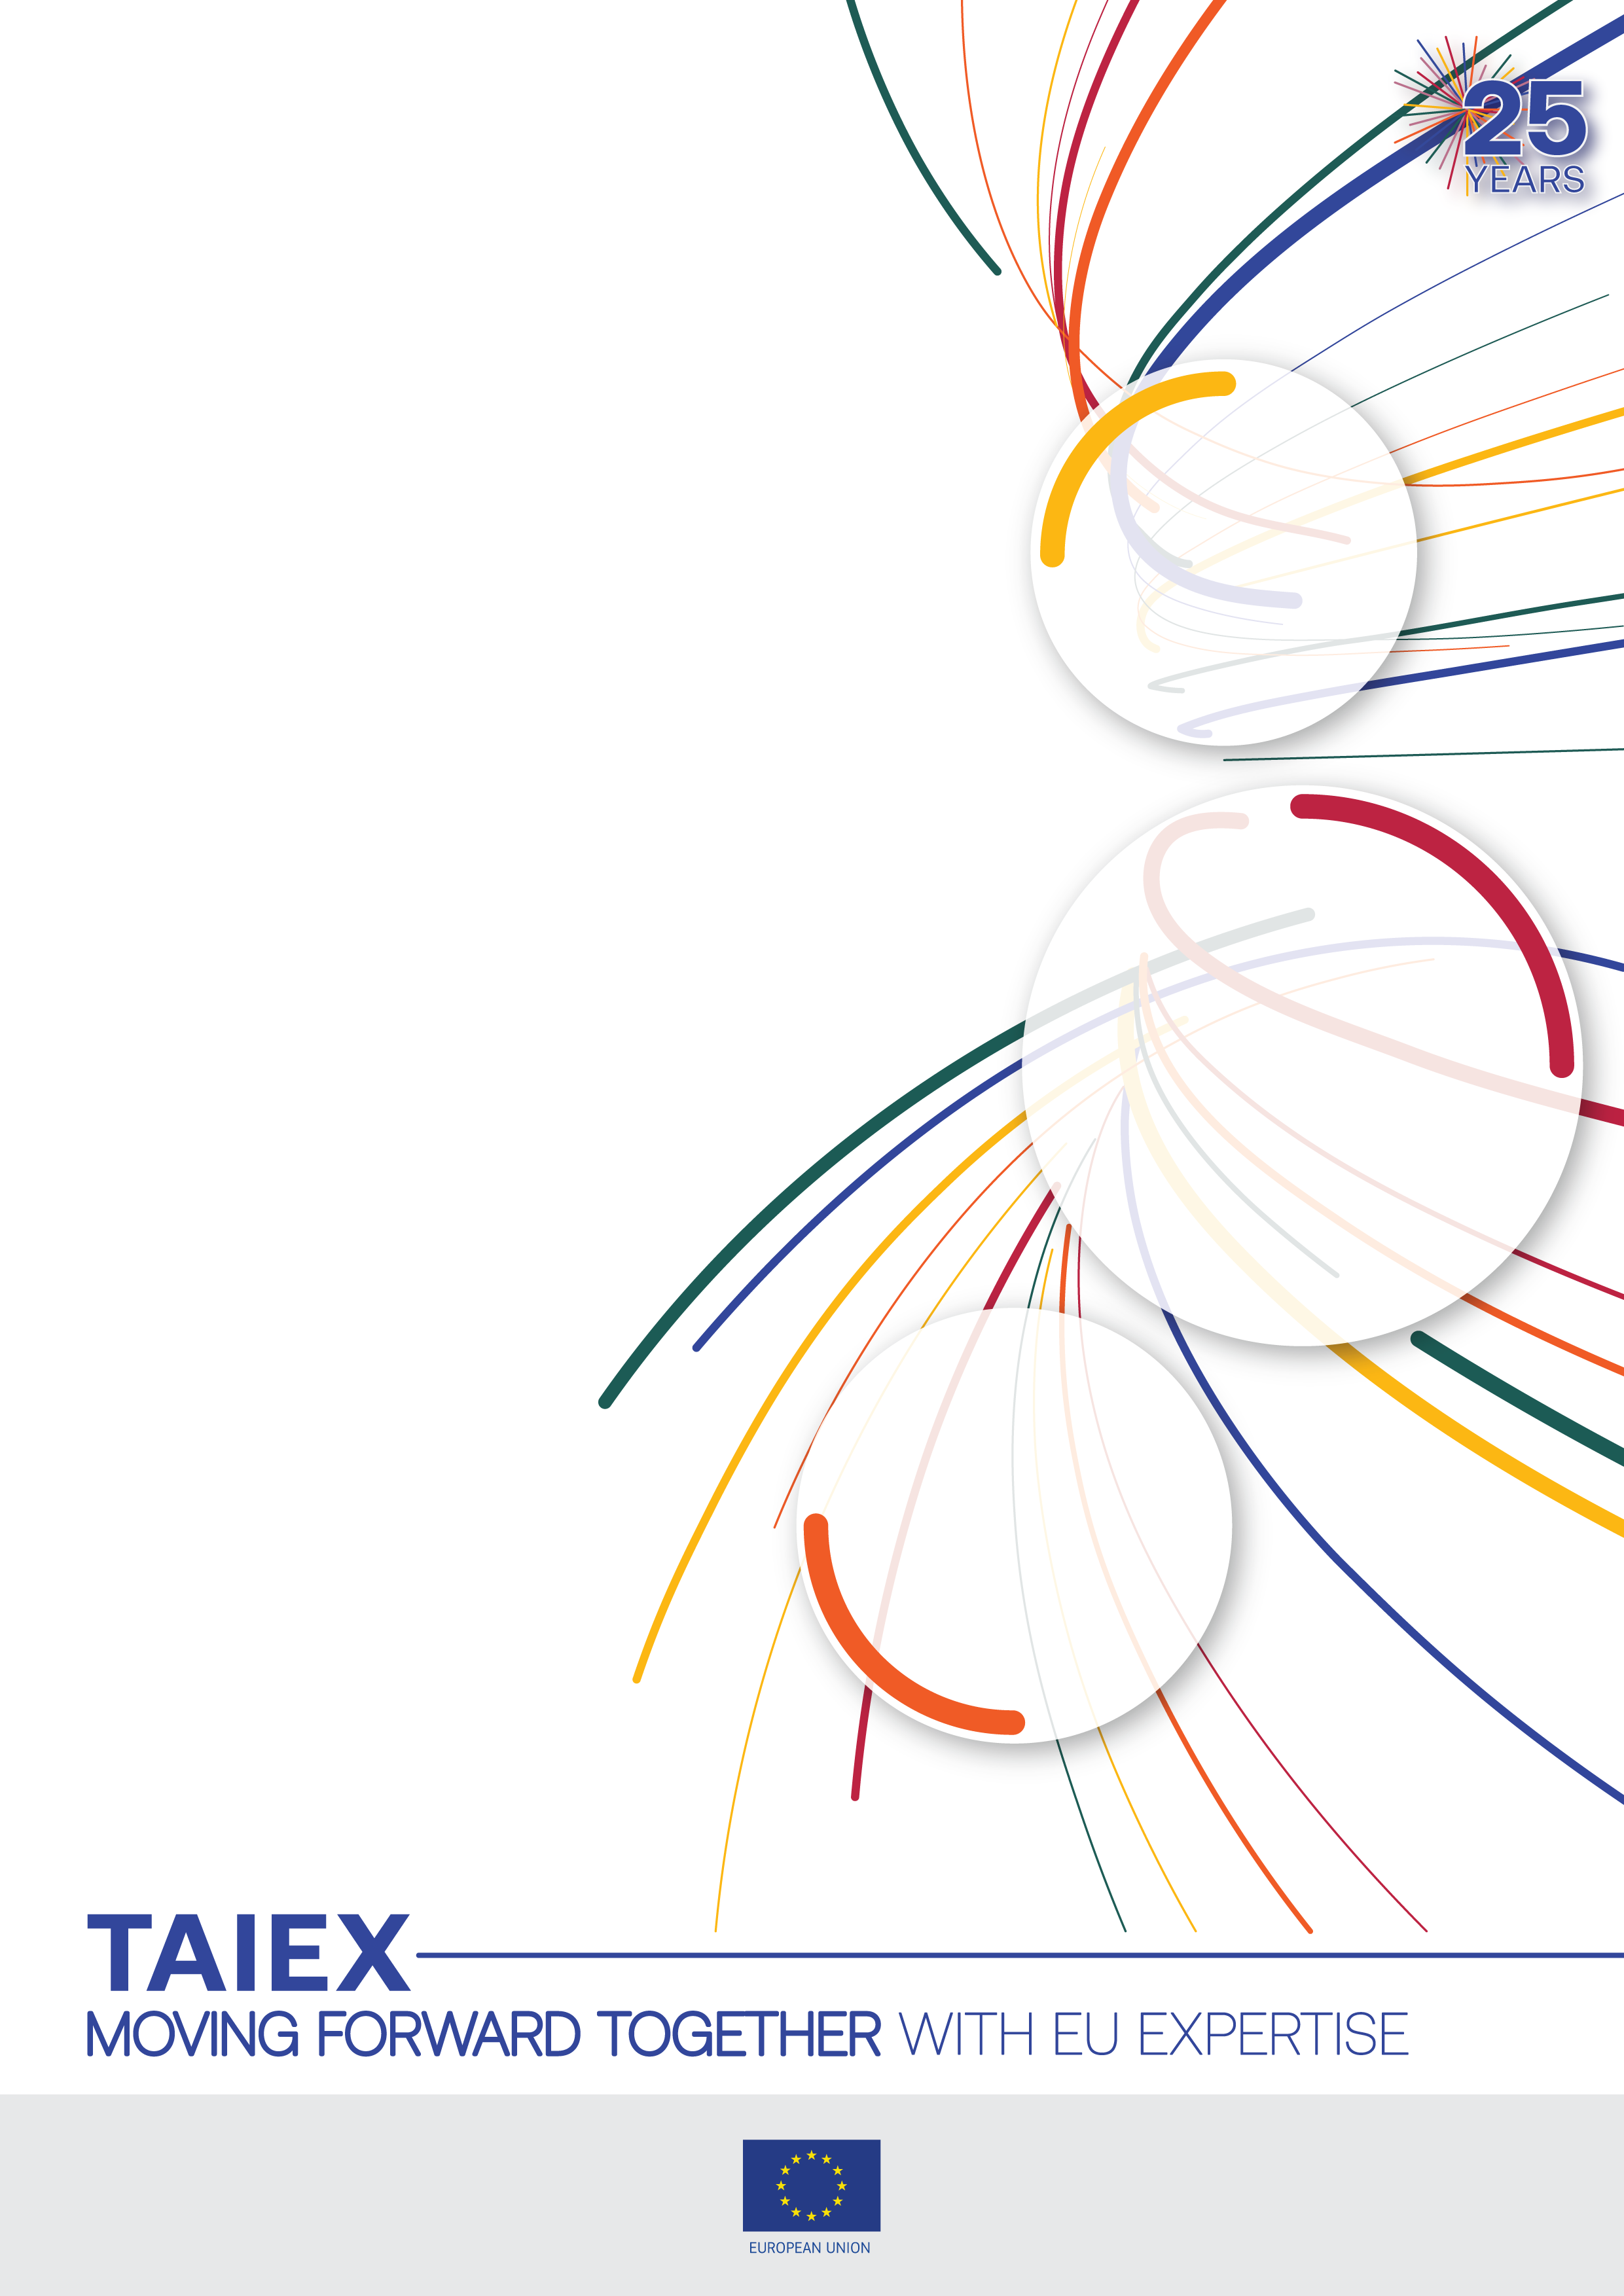 25
YEARS
TAIEX
MOVING FORWARD TOGETHER WITH EU EXPERTISE
EUROPEAN UNION